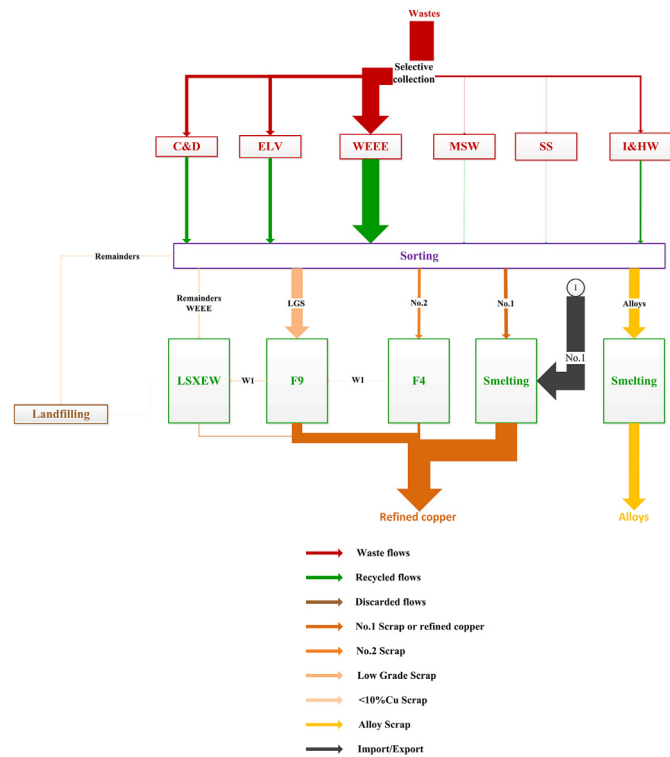 Wastes
Selective
collection
C&D
ELV
WEEE
MSW
SS
I&HW
Sorting
Remainders
Remainders
WEEE
LGS
No.2
No.1
I
Alloys
No.1
LSXEW
W1
F9
W1
F4
Smelting
Smelting
Landfilling
Refined copper
Alloys
Waste flows
Recycled flows
Discarded flows
No.1 Scrap or refined copper
No.2 Scrap
Low Grade Scrap
<10%Cu Scrap
Alloy Scrap
Import/Export